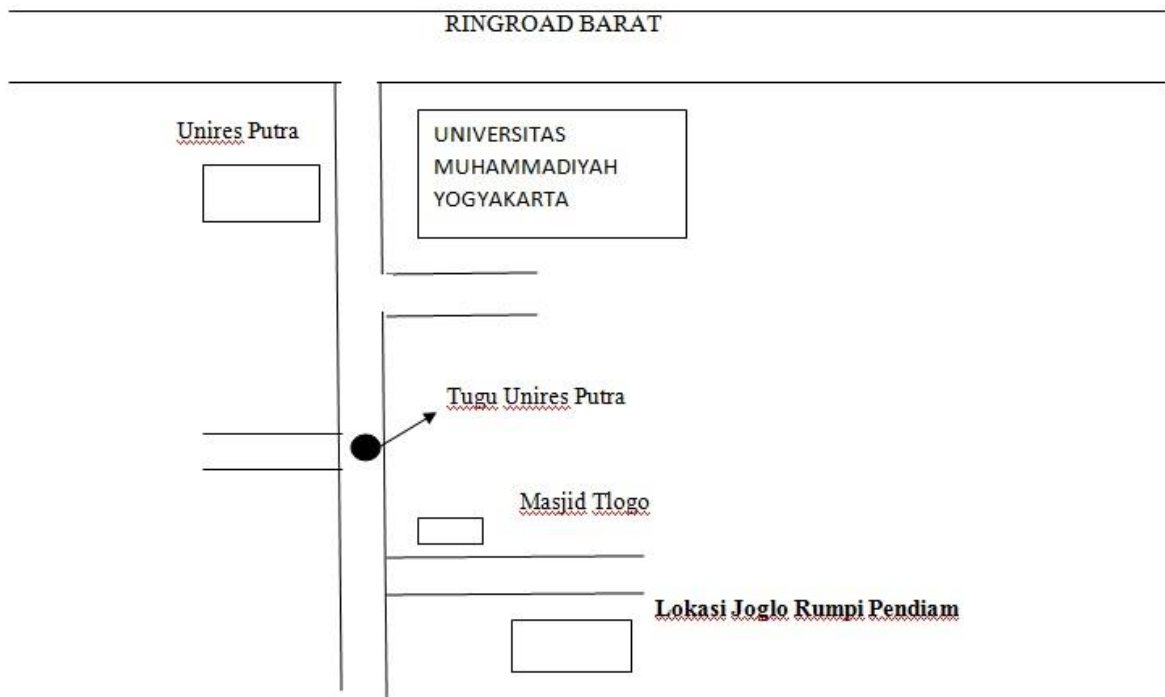 RINGROAD BARAT
Unires Putra
UNIVERSITAS
MUHAMMADIYAH
YOGYAKARTA
Tugu Unires Putra
Masjid Tlogo
Lokasi Joglo Rumpi Pendiam